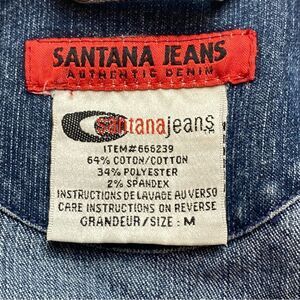 SANTANA JEANS
AUTHENTIC DENIM
santanajeans
ITEM#666239
64% COTON/COTTON
34% POLYESTER
2% SPANDEX
INSTRUCTIONS DE LAVAGE AU VERSO
CARE INSTRUCTIONS ON REVERSE
GRANDEUR/SIZE: M